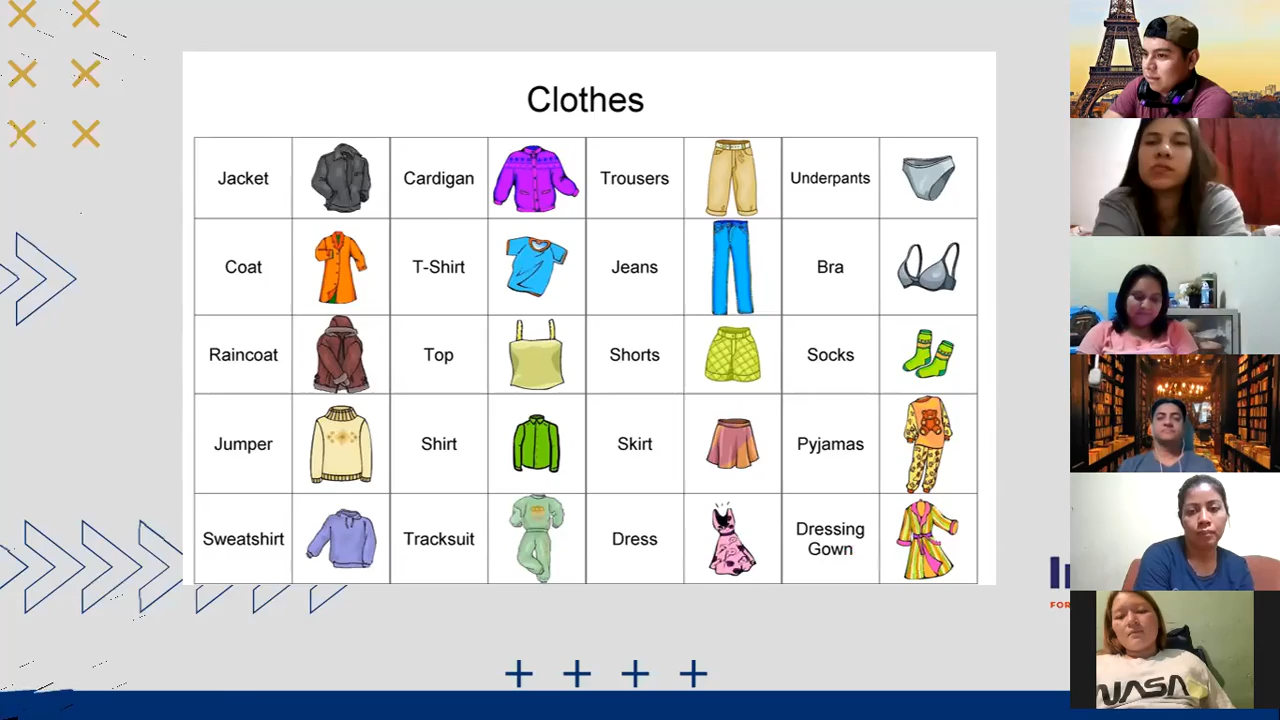 Clothes
Jacket Cardigan Trousers Underpants
Coat T-Shirt Jeans Bra
Raincoat Top Shorts Socks
Jumper Shirt Skirt Pyjamas
Sweatshirt Tracksuit Dress Dressing
Gown
FOR
NASA